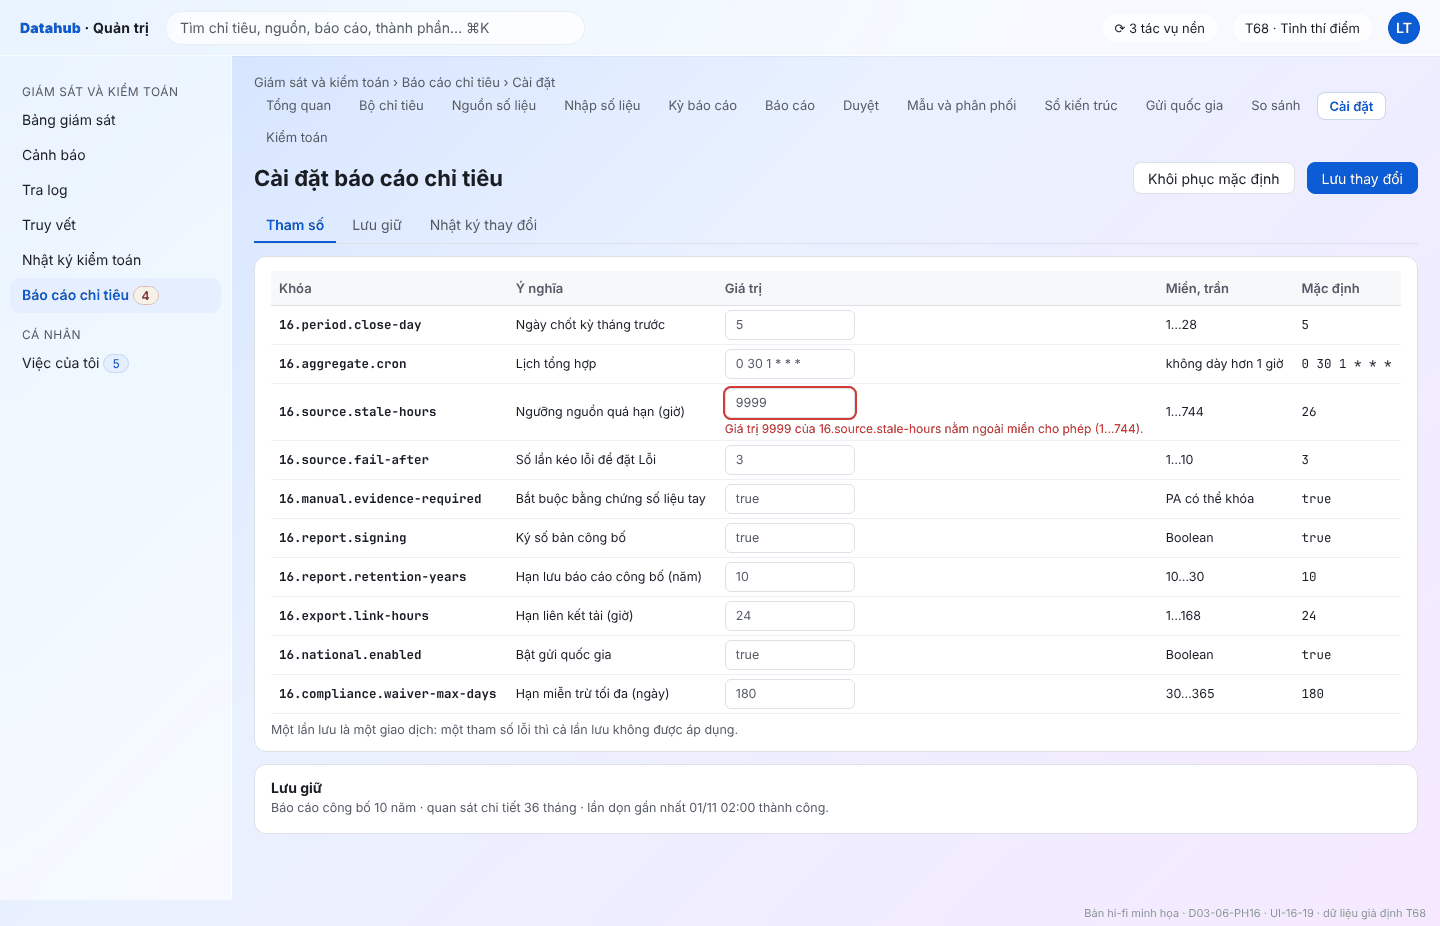 Datahub · Quản trị
Tìm chỉ tiêu, nguồn, báo cáo, thành phần... ⌘K
⟳ 3 tác vụ nền
T68 · Tỉnh thí điểm
LT
GIÁM SÁT VÀ KIỂM TOÁN
Bảng giám sát
Cảnh báo
Tra log
Truy vết
Nhật ký kiểm toán
Báo cáo chỉ tiêu 4
CÁ NHÂN
Việc của tôi 5
Giám sát và kiểm toán › Báo cáo chỉ tiêu › Cài đặt
Tổng quan Bộ chỉ tiêu Nguồn số liệu Nhập số liệu Kỳ báo cáo Báo cáo Duyệt Mẫu và phân phối Sổ kiến trúc Gửi quốc gia So sánh Cài đặt
Kiểm toán
Cài đặt báo cáo chỉ tiêu
Khôi phục mặc định
Lưu thay đổi
Tham số Lưu giữ Nhật ký thay đổi
Khóa Ý nghĩa Giá trị Miền, trần Mặc định
16.period.close-day Ngày chốt kỳ tháng trước 5 1...28 5
16.aggregate.cron Lịch tổng hợp 0 30 1 * * * không dày hơn 1 giờ 0 30 1 * * *
16.source.stale-hours Ngưỡng nguồn quá hạn (giờ) 9999 1...744 26
Giá trị 9999 của 16.source.stale-hours nằm ngoài miền cho phép (1...744).
16.source.fail-after Số lần kéo lỗi để đặt Lỗi 3 1...10 3
16.manual.evidence-required Bắt buộc bằng chứng số liệu tay true PA có thể khóa true
16.report.signing Ký số bản công bố true Boolean true
16.report.retention-years Hạn lưu báo cáo công bố (năm) 10 10...30 10
16.export.link-hours Hạn liên kết tải (giờ) 24 1...168 24
16.national.enabled Bật gửi quốc gia true Boolean true
16.compliance.waiver-max-days Hạn miễn trừ tối đa (ngày) 180 30...365 180
Một lần lưu là một giao dịch: một tham số lỗi thì cả lần lưu không được áp dụng.
Lưu giữ
Báo cáo công bố 10 năm · quan sát chi tiết 36 tháng · lần dọn gần nhất 01/11 02:00 thành công.
Bản hi-fi minh họa · D03-06-PH16 · UI-16-19 · dữ liệu giả định T68